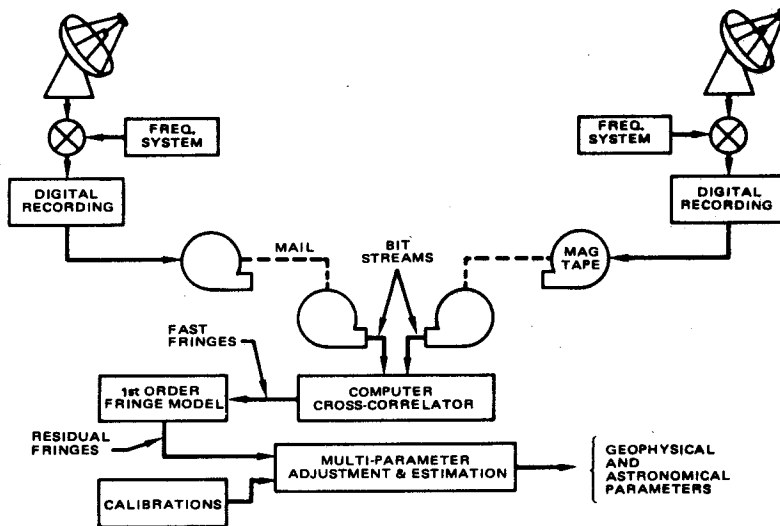 FREQ.
SYSTEM
FREQ.
SYSTEM
DIGITAL
RECORDING
DIGITAL
RECORDING
MAIL
BIT
STREAMS
MAG
TAPE
FAST
FRINGES
1st ORDER
FRINGE MODEL
COMPUTER
CROSS-CORRELATOR
RESIDUAL
FRINGES
MULTI-PARAMETER
ADJUSTMENT & ESTIMATION
GEOPHYSICAL
AND
ASTRONOMICAL
PARAMETERS
CALIBRATIONS